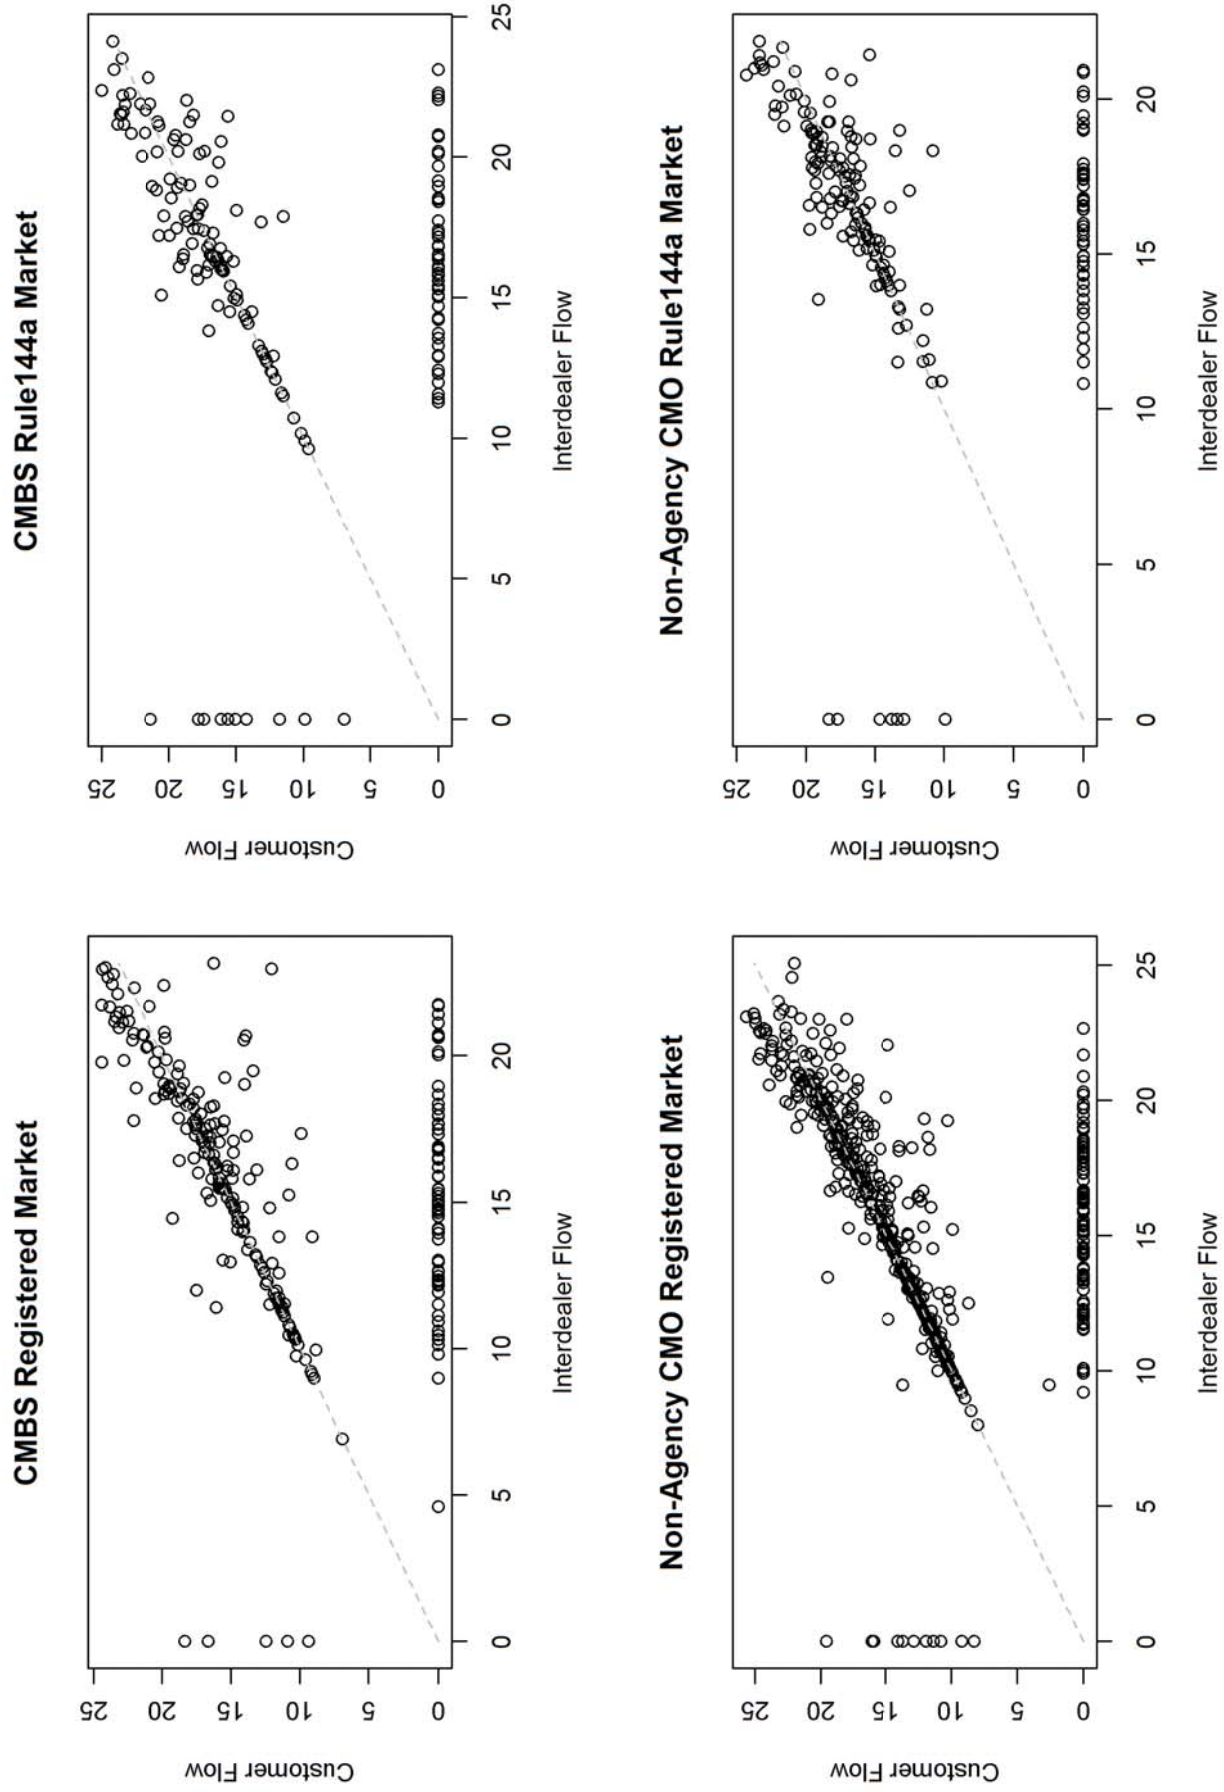 CMBS Registered Market
Customer Flow
0 5 10 15 20 25
0 5 10 15 20
Interdealer Flow
CMBS Rule144a Market
Customer Flow
0 5 10 15 20 25
0 5 10 15 20 25
Interdealer Flow
Non-Agency CMO Registered Market
Customer Flow
0 5 10 15 20 25
0 5 10 15 20 25
Interdealer Flow
Non-Agency CMO Rule144a Market
Customer Flow
0 5 10 15 20 25
0 5 10 15 20
Interdealer Flow